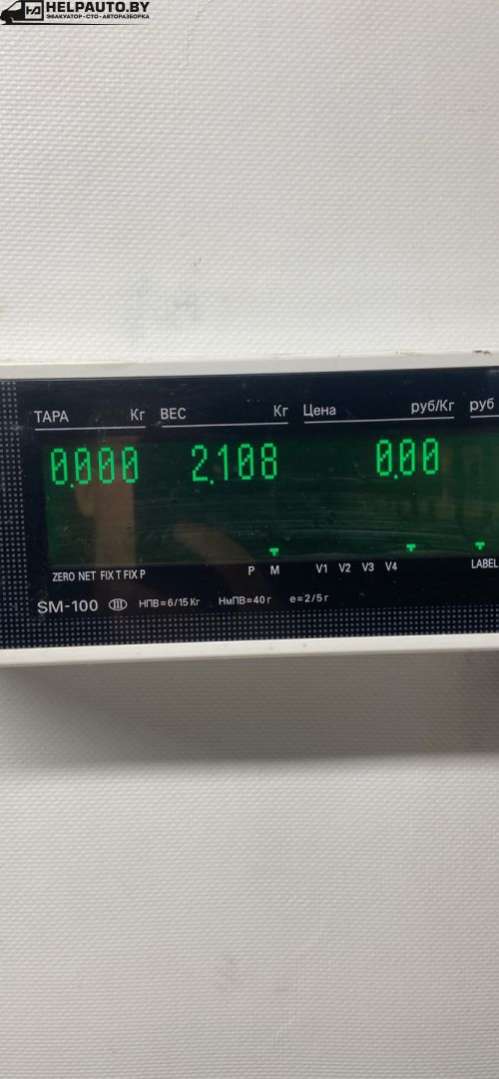 HELPAUTO.BY
ЭВАКУАТОР•СТО•АВТОРАЗБОРКА
ТАРА Кг ВЕС Кг Цена руб/Кг руб
0.000 2.108 0.00
ZERO NET FIX T FIX P P M V1 V2 V3 V4 LABEL
SM-100 III НПВ=6/15Кг НмПВ=40г e=2/5г